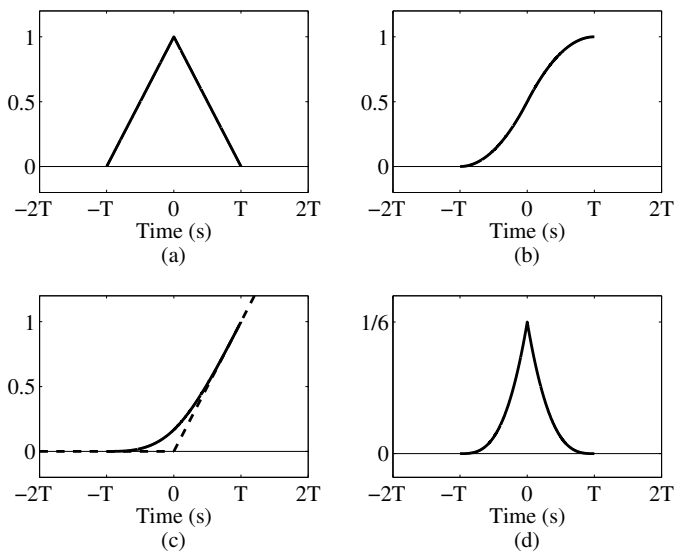 1
0.5
0
−2T −T 0 T 2T
Time (s)
(a)
1
0.5
0
−2T −T 0 T 2T
Time (s)
(b)
1
0.5
0
−2T −T 0 T 2T
Time (s)
(c)
1/6
0
−2T −T 0 T 2T
Time (s)
(d)